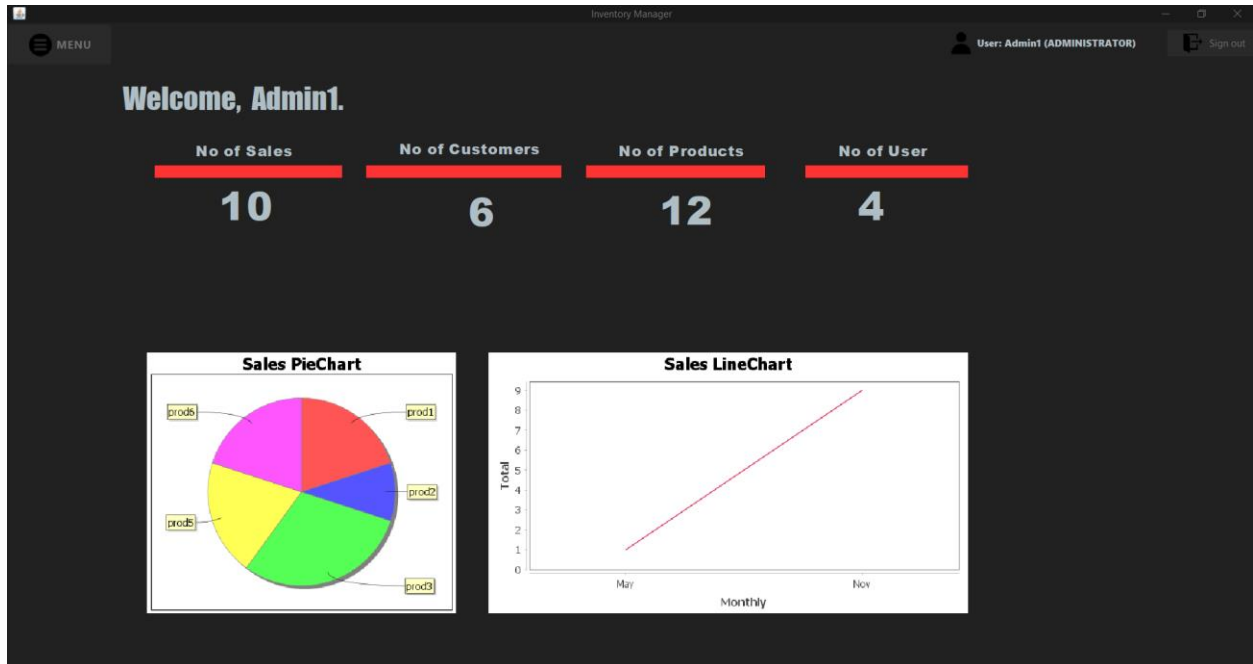 Inventory Manager
MENU
User: Admin1 (ADMINISTRATOR)
Sign out
Welcome, Admin1.
No of Sales
No of Customers
No of Products
No of User
10
6
12
4
Sales PieChart
prod6
prod1
prod2
prod5
prod3
Sales LineChart
9
8
7
6
5
4
3
2
1
0
Total
May
Nov
Monthly